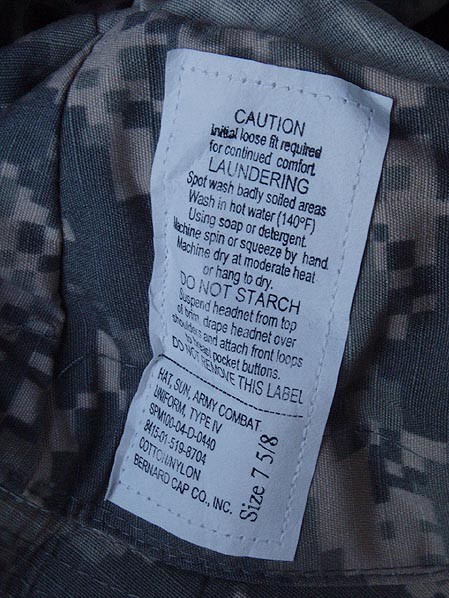 CAUTION
Initial loose fit required
for continued comfort.
LAUNDERING
Spot wash badly soiled areas
Wash in hot water (140ºF)
Using soap or detergent.
Machine spin or squeeze by hand.
Machine dry at moderate heat
or hang to dry.
DO NOT STARCH
Suspend headnet from top
of brim, drape headnet over
shoulders and attach front loops
to breast pocket buttons.
DO NOT REMOVE THIS LABEL
HAT, SUN, ARMY COMBAT
UNIFORM, TYPE IV
SPM100-04-D-0440
8415-01-519-8704
COTTON/NYLON
BERNARD CAP CO., INC.
Size 7 5/8